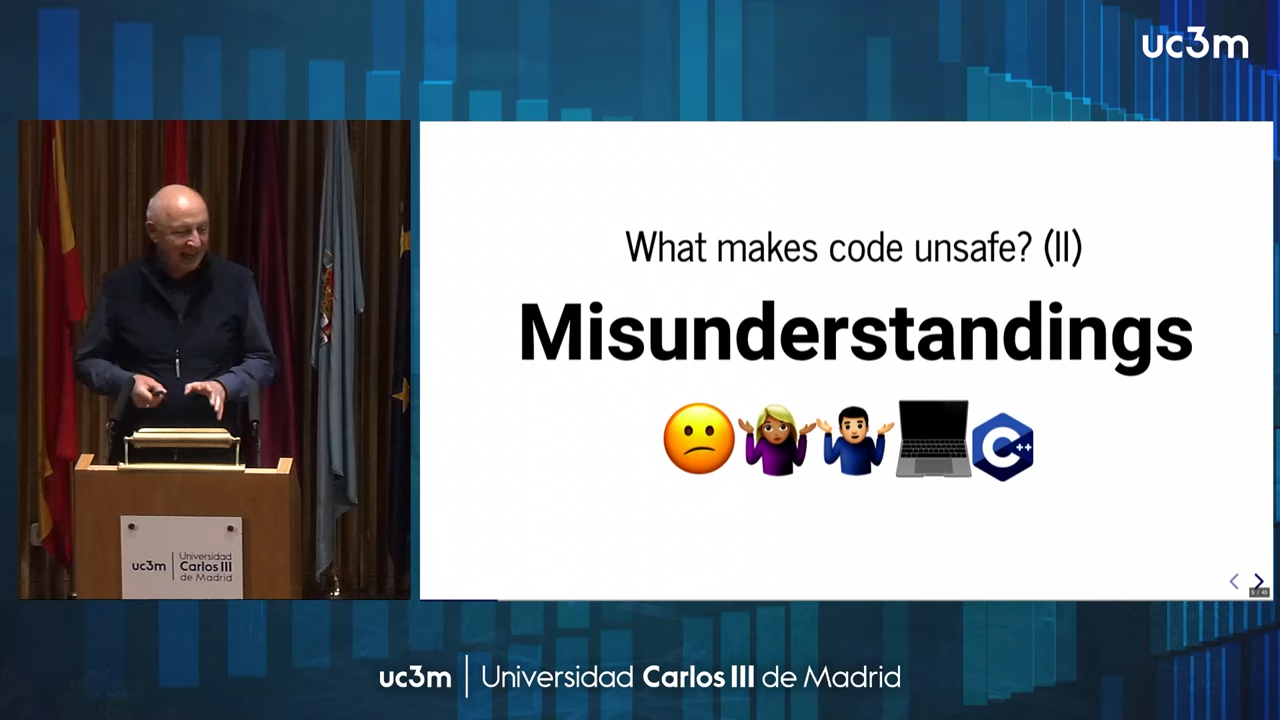 uc3m
What makes code unsafe? (II)
Misunderstandings
C++
uc3m
Universidad
Carlos III
de Madrid
uc3m | Universidad Carlos III de Madrid